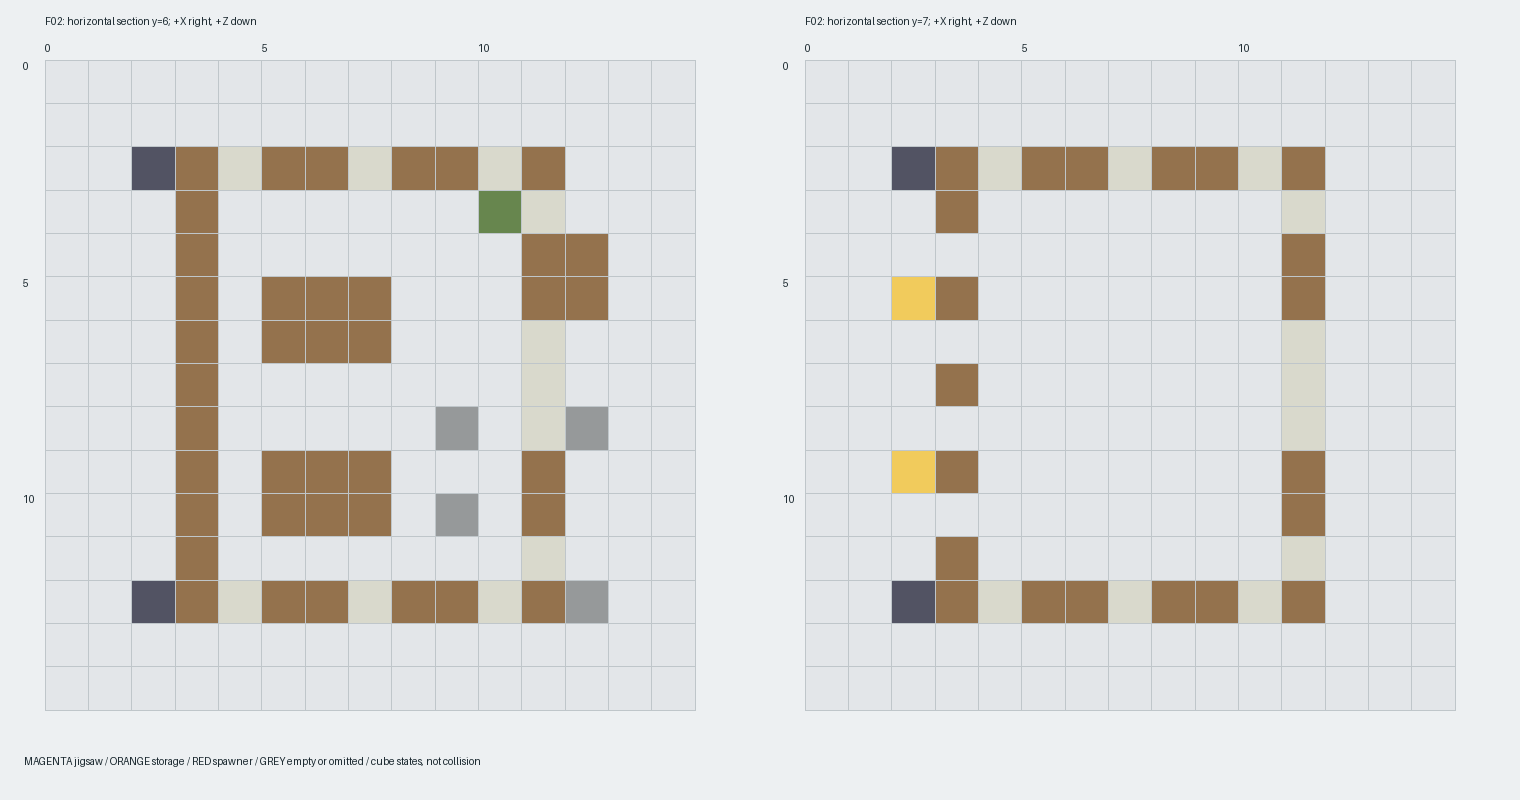 F02: horizontal section y=6; +X right, +Z down
F02: horizontal section y=7; +X right, +Z down
0 5 10
0 5 10
0
0
5
5
10
10
MAGENTA jigsaw / ORANGE storage / RED spawner / GREY empty or omitted / cube states, not collision